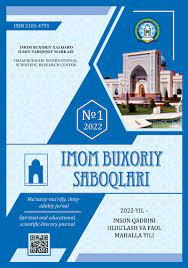 ISSN 2181-4791
IMOM BUXORIY XALQARO
ILMIY-TADQIQOT MARKAZI
IMAM BUKHARI INTERNATIONAL
SCIENTIFIC RESEARCH CENTER
№1
2022
IMOM BUXORIY
SABOQLARI
Ma'naviy-ma'rifiy, ilmiy-
adabiy jurnal
Spiritual and educational,
scientific-literary journal
2022-YIL –
INSON QADRINI
ULUG'LASH VA FAOL
MAHALLA YILI